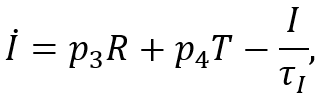 İ = p₃R + p₄T − I/τ_I,